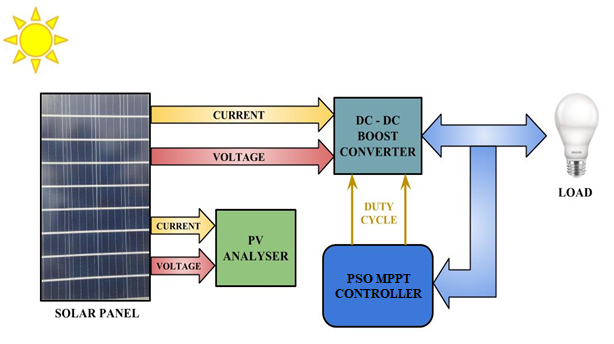 CURRENT
VOLTAGE
DC - DC
BOOST
CONVERTER
LOAD
DUTY
CYCLE
CURRENT
VOLTAGE
PV
ANALYSER
PSO MPPT
CONTROLLER
SOLAR PANEL